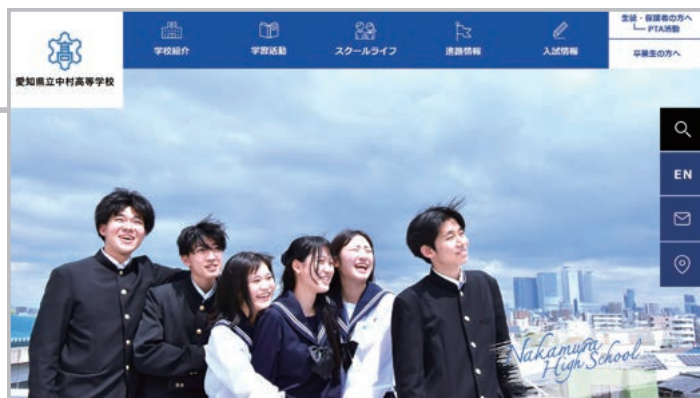 髙
愛知県立中村高等学校
学校紹介
学習活動
スクールライフ
進路情報
入試情報
生徒・保護者の方へ
PTA活動
卒業生の方へ
EN
Nakamura
High School